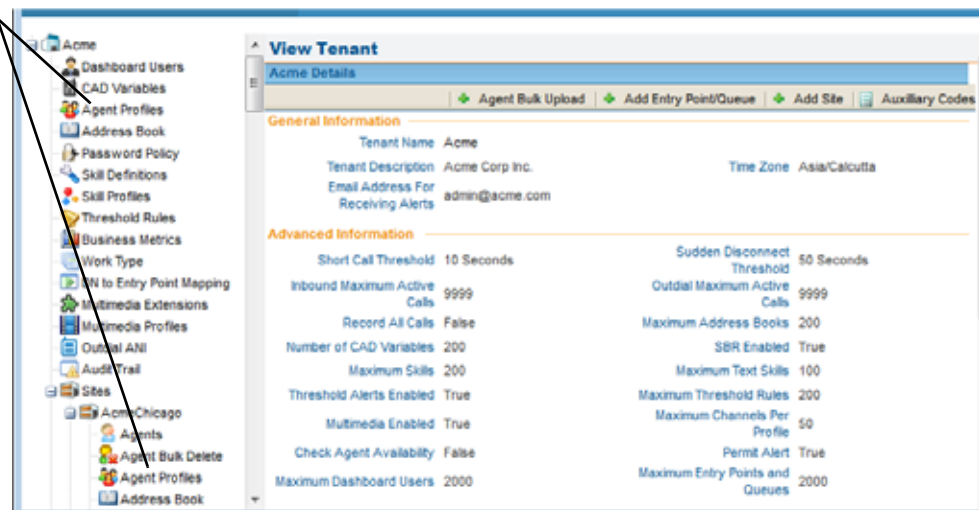 Acme
Dashboard Users
CAD Variables
Agent Profiles
Address Book
Password Policy
Skill Definitions
Skill Profiles
Threshold Rules
Business Metrics
Work Type
DN to Entry Point Mapping
Multimedia Extensions
Multimedia Profiles
Outdial ANI
Audit Trail
Sites
AcmeChicago
Agents
Agent Bulk Delete
Agent Profiles
Address Book
View Tenant
Acme Details
Agent Bulk Upload Add Entry Point/Queue Add Site Auxiliary Codes
General Information
Tenant Name Acme
Tenant Description Acme Corp Inc. Time Zone Asia/Calcutta
Email Address For
Receiving Alerts admin@acme.com
Advanced Information
Short Call Threshold 10 Seconds Sudden Disconnect
Threshold 50 Seconds
Inbound Maximum Active
Calls 9999 Outdial Maximum Active
Calls 9999
Record All Calls False Maximum Address Books 200
Number of CAD Variables 200 SBR Enabled True
Maximum Skills 200 Maximum Text Skills 100
Threshold Alerts Enabled True Maximum Threshold Rules 200
Multimedia Enabled True Maximum Channels Per
Profile 50
Check Agent Availability False Permit Alert True
Maximum Dashboard Users 2000 Maximum Entry Points and
Queues 2000